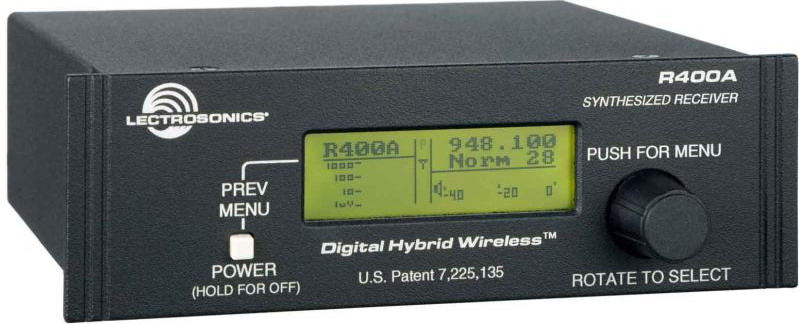 LECTROSONICS®
R400A
SYNTHESIZED RECEIVER
R400A
P
948.100
Norm 28
1000-
100-
10-
1uV-
-40
-20
0'
PREV
MENU
POWER
(HOLD FOR OFF)
Digital Hybrid Wireless™
U.S. Patent 7,225,135
PUSH FOR MENU
ROTATE TO SELECT